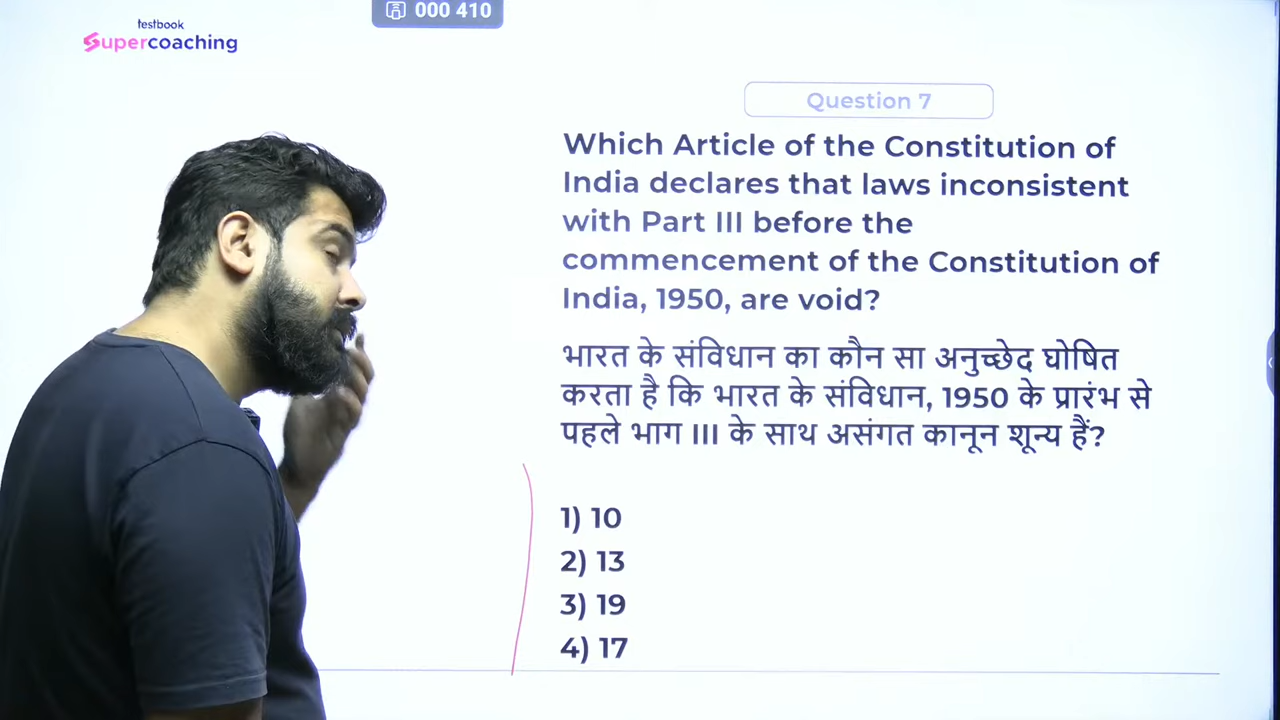 testbook
Supercoaching
000 410
Question 7
Which Article of the Constitution of
India declares that laws inconsistent
with Part III before the
commencement of the Constitution of
India, 1950, are void?
भारत के संविधान का कौन सा अनुच्छेद घोषित
करता है कि भारत के संविधान, 1950 के प्रारंभ से
पहले भाग III के साथ असंगत कानून शून्य हैं?
1) 10
2) 13
3) 19
4) 17